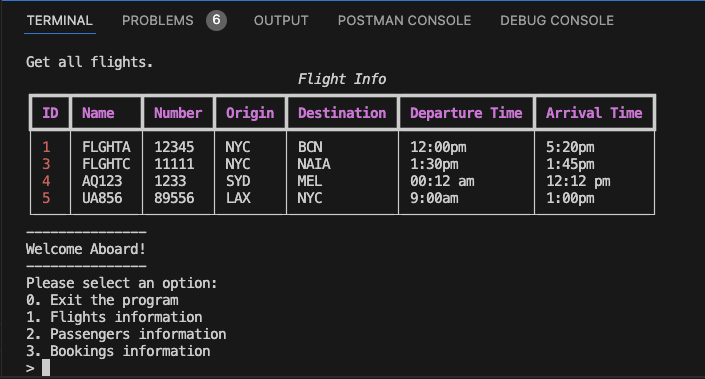 TERMINAL PROBLEMS 6 OUTPUT POSTMAN CONSOLE DEBUG CONSOLE
Get all flights.
Flight Info
ID Name Number Origin Destination Departure Time Arrival Time
1 FLGHTA 12345 NYC BCN 12:00pm 5:20pm
3 FLGHTC 11111 NYC NAIA 1:30pm 1:45pm
4 AQ123 1233 SYD MEL 00:12 am 12:12 pm
5 UA856 89556 LAX NYC 9:00am 1:00pm
---------------
Welcome Aboard!
---------------
Please select an option:
0. Exit the program
1. Flights information
2. Passengers information
3. Bookings information
>